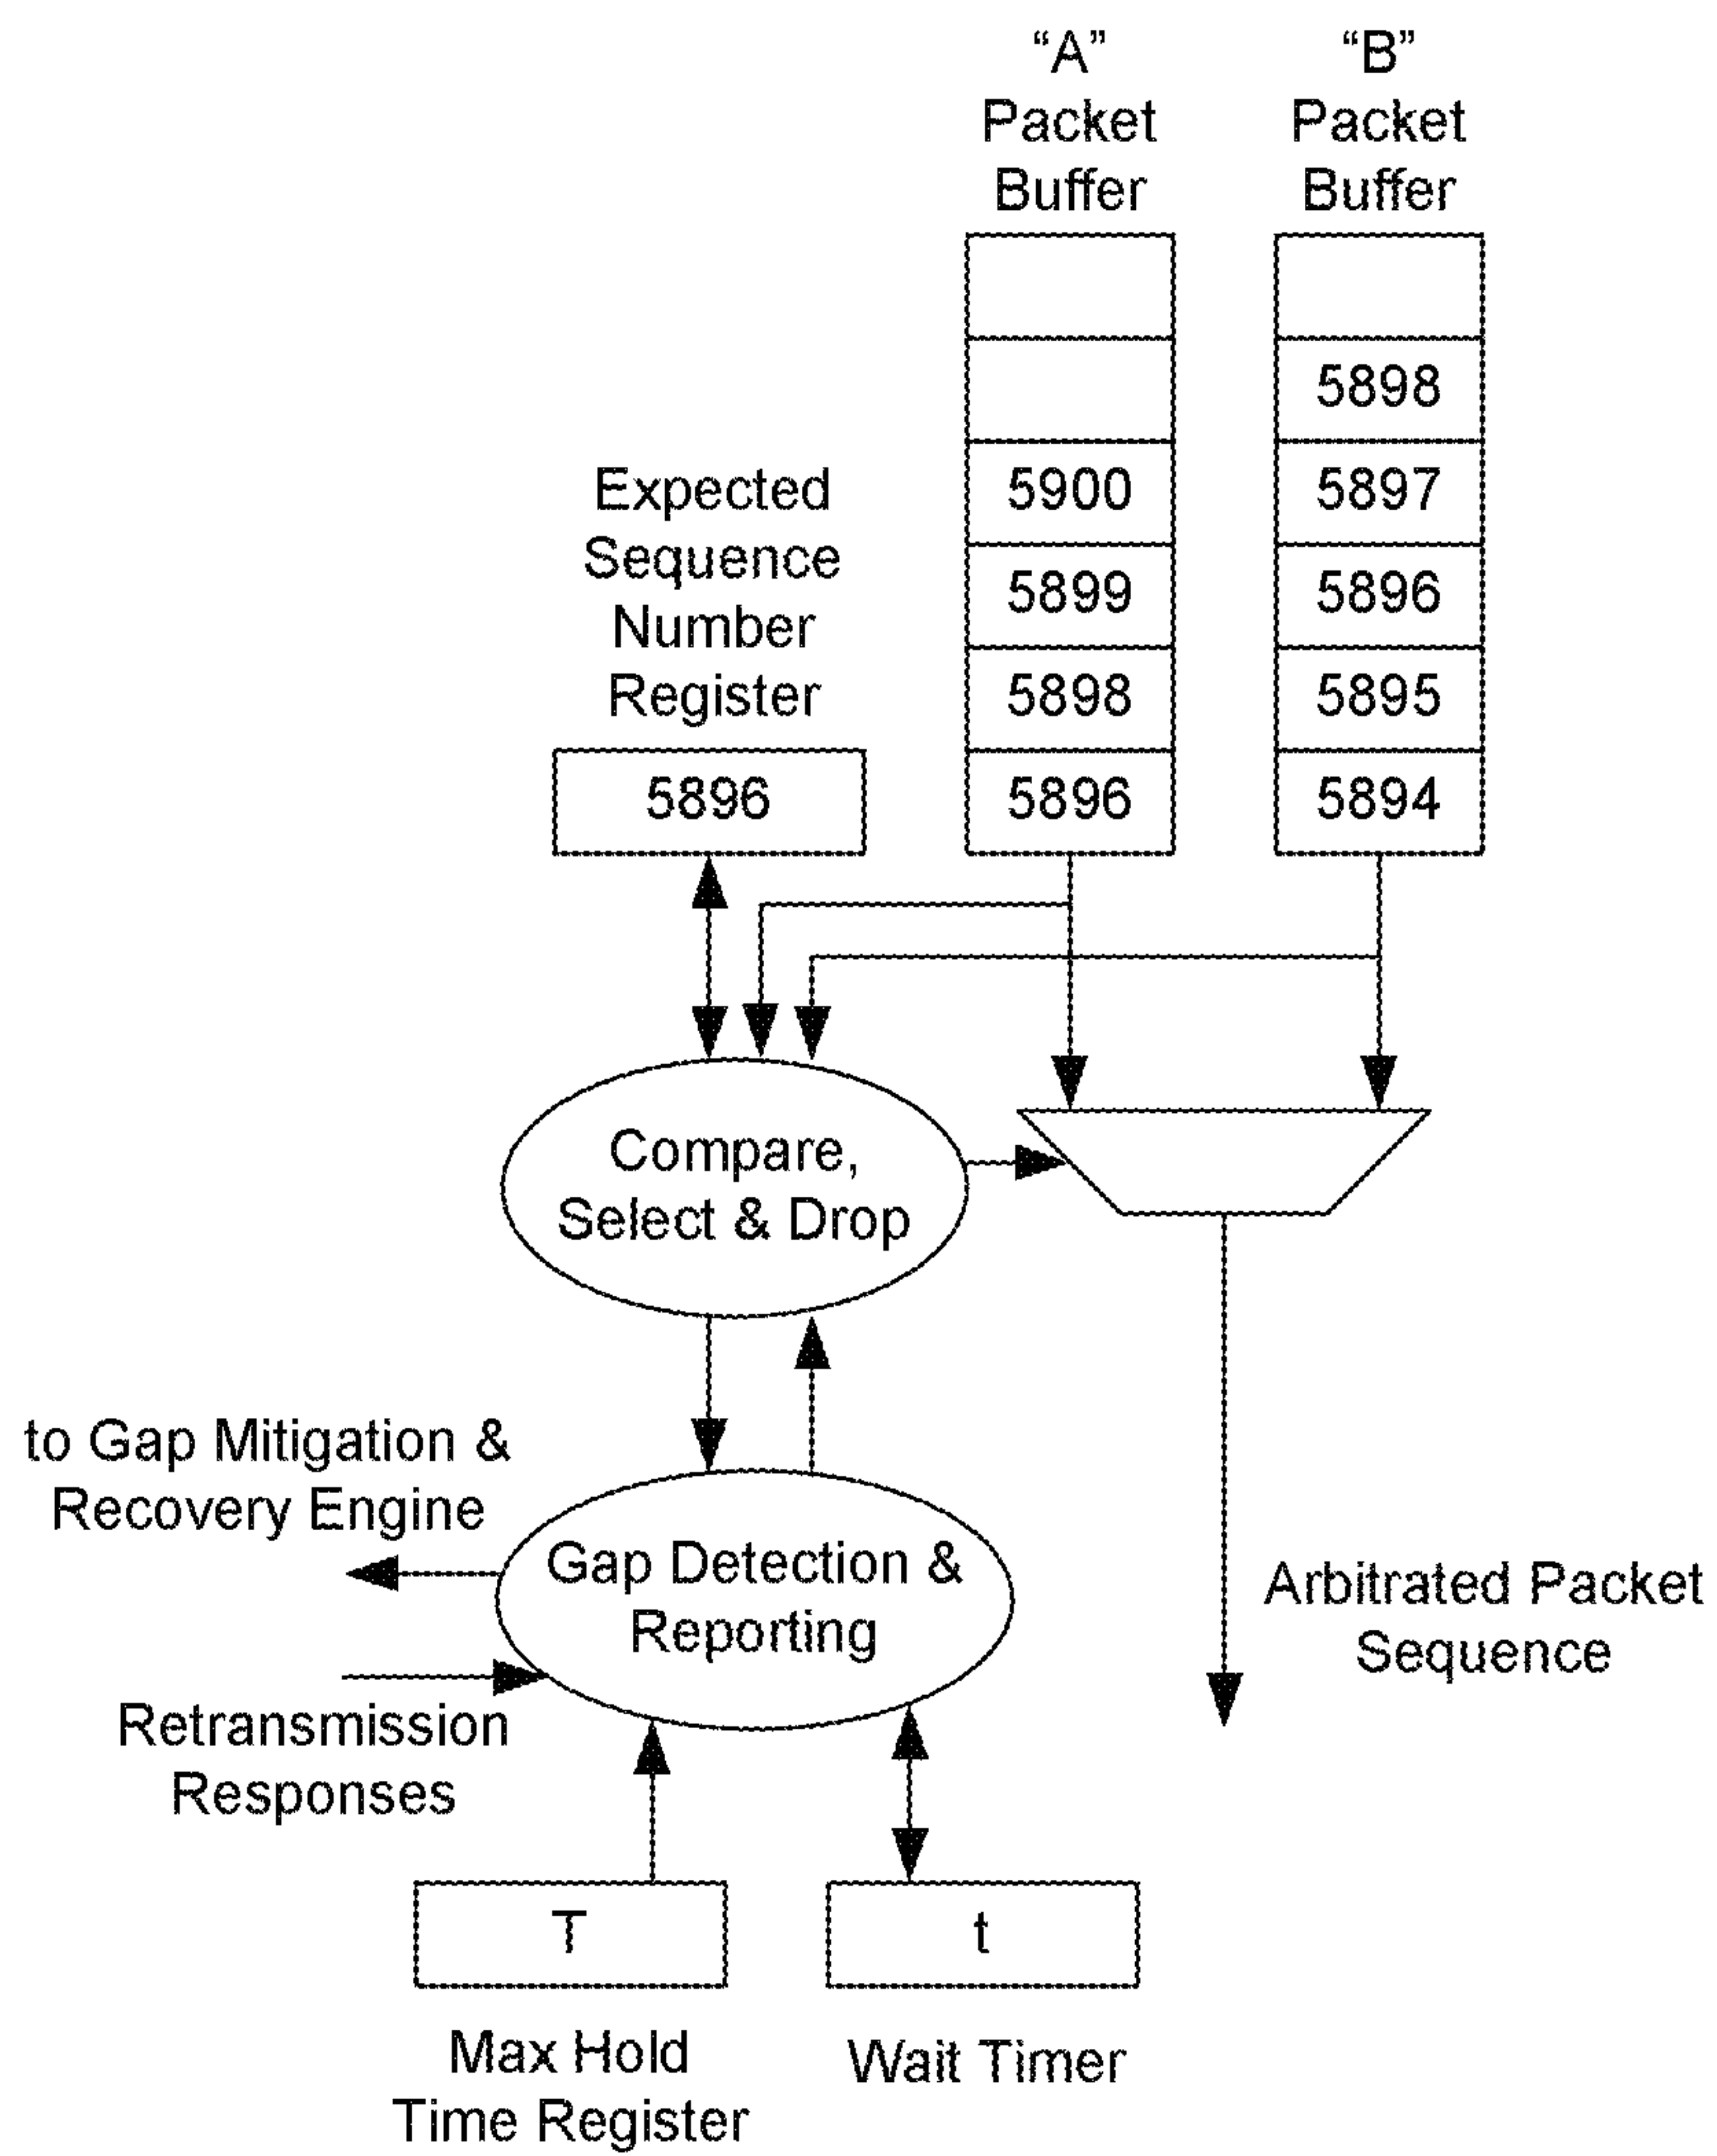 “A”
Packet
Buffer
“B”
Packet
Buffer
5898
5900
5897
5899
5896
5898
5895
5896
5894
Expected
Sequence
Number
Register
5896
Compare,
Select & Drop
to Gap Mitigation &
Recovery Engine
Gap Detection &
Reporting
Retransmission
Responses
Arbitrated Packet
Sequence
T
t
Max Hold
Time Register
Wait Timer